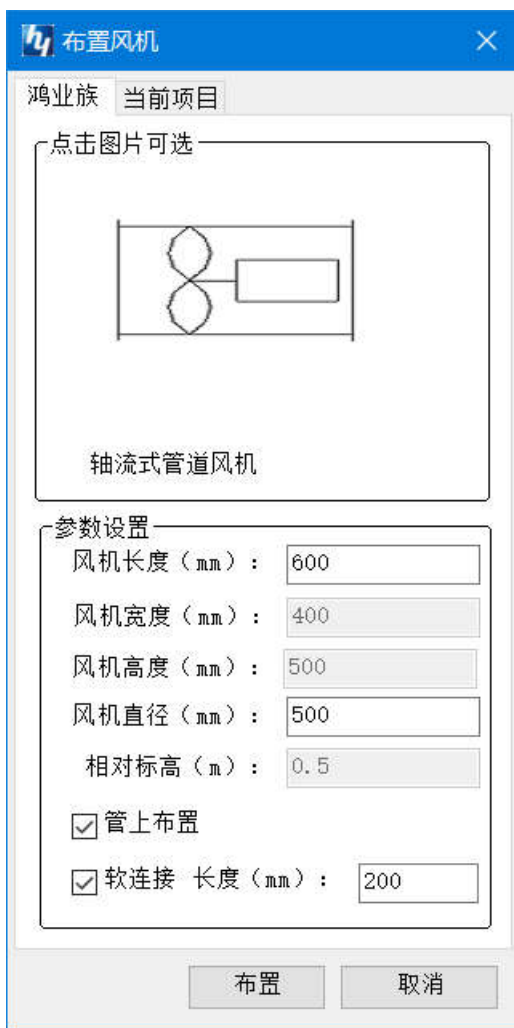 hy 布置风机
鸿业族 当前项目
点击图片可选
轴流式管道风机
参数设置
风机长度（mm）： 600
风机宽度（mm）： 400
风机高度（mm）： 500
风机直径（mm）： 500
相对标高（m）： 0.5
管上布置
软连接 长度（mm）： 200
布置 取消